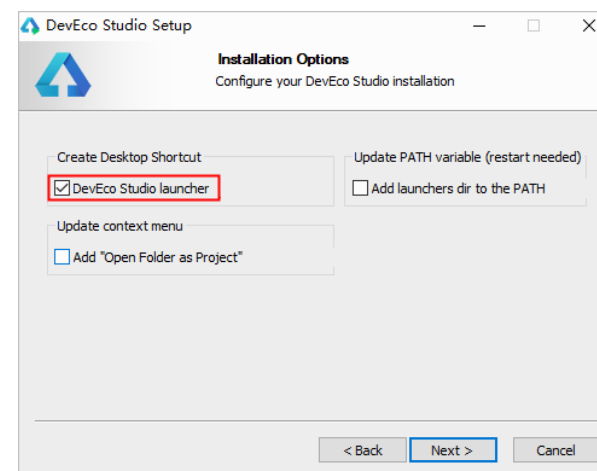 DevEco Studio Setup
Installation Options
Configure your DevEco Studio installation
Create Desktop Shortcut
DevEco Studio launcher
Update PATH variable (restart needed)
Add launchers dir to the PATH
Update context menu
Add "Open Folder as Project"
< Back
Next >
Cancel